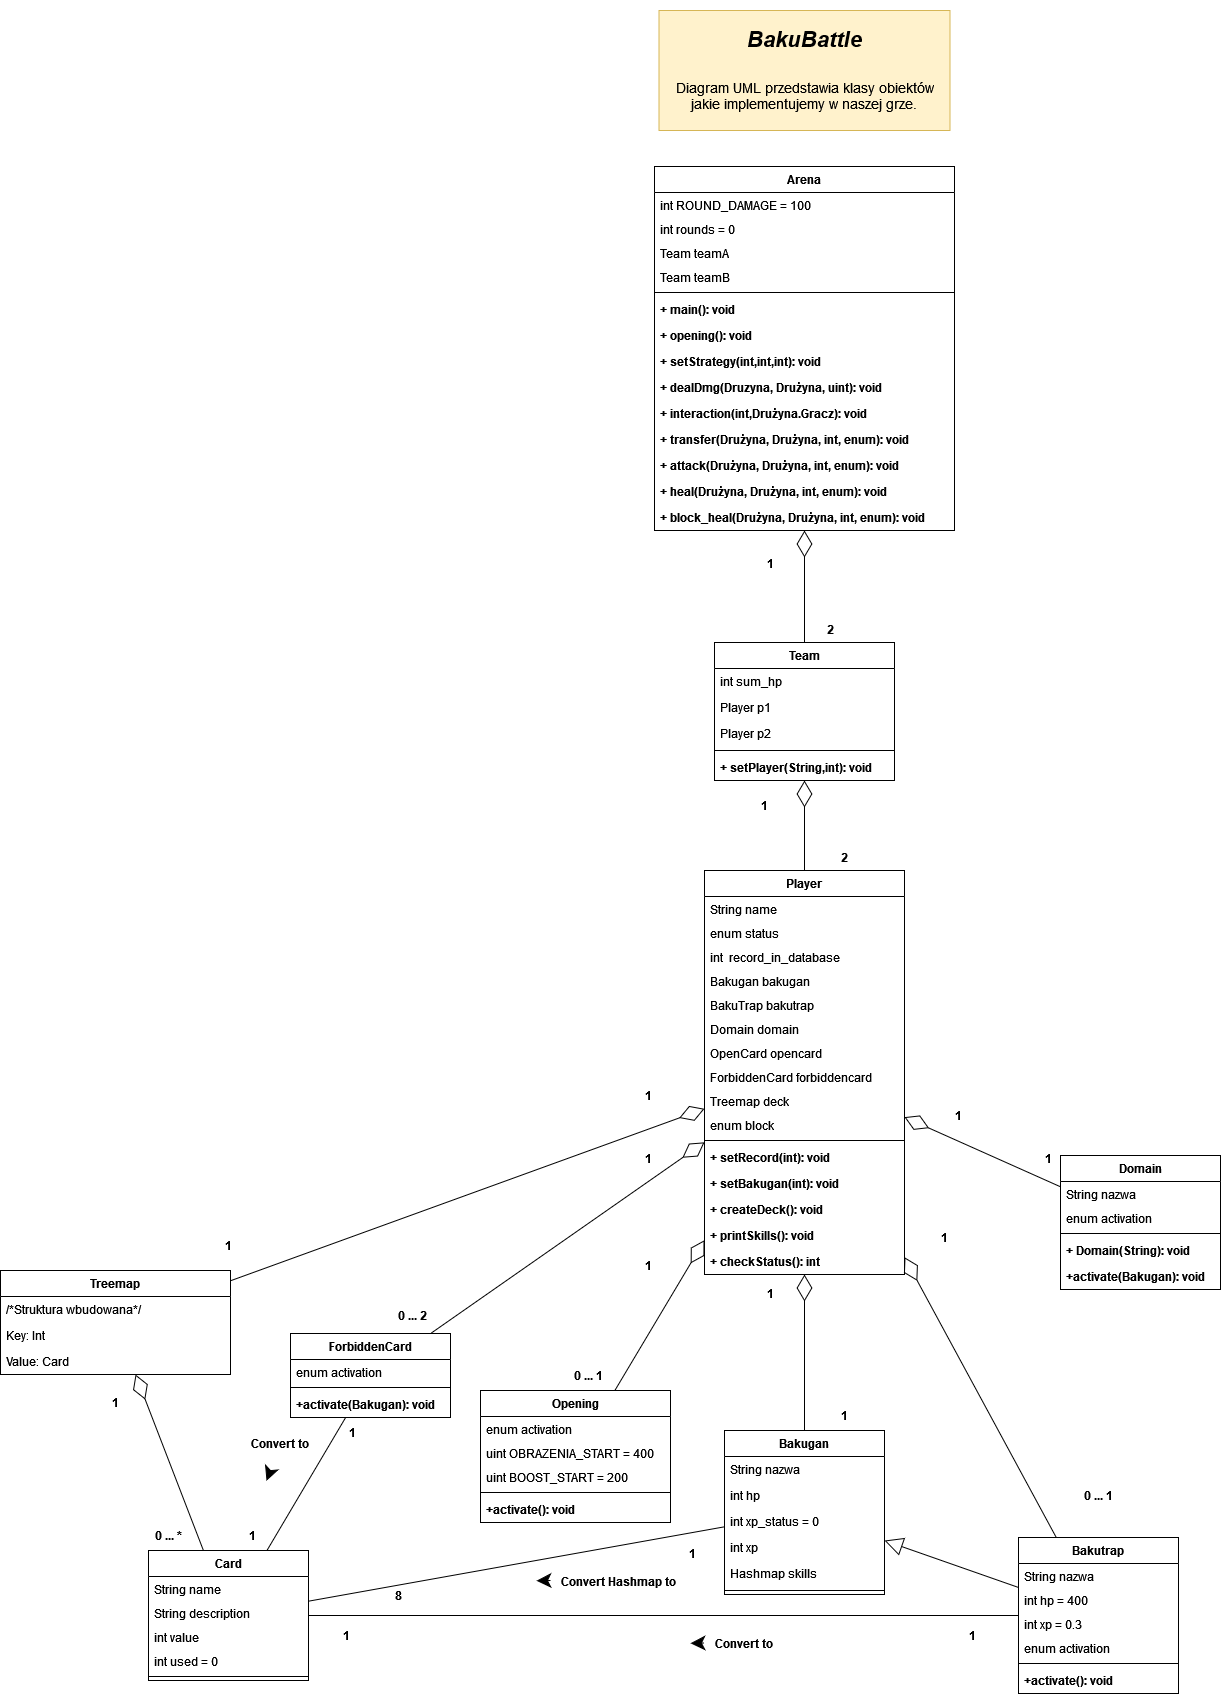 BakuBattle
Diagram UML przedstawia klasy obiektów
jakie implementujemy w naszej grze.
Arena
int ROUND_DAMAGE = 100
int rounds = 0
Team teamA
Team teamB
+ main(): void
+ opening(): void
+ setStrategy(int,int,int): void
+ dealDmg(Druzyna, Drużyna, uint): void
+ interaction(int,Drużyna.Gracz): void
+ transfer(Drużyna, Drużyna, int, enum): void
+ attack(Drużyna, Drużyna, int, enum): void
+ heal(Drużyna, Drużyna, int, enum): void
+ block_heal(Drużyna, Drużyna, int, enum): void
1
2
Team
int sum_hp
Player p1
Player p2
+ setPlayer(String,int): void
1
2
Player
String name
enum status
int  record_in_database
Bakugan bakugan
BakuTrap bakutrap
Domain domain
OpenCard opencard
ForbiddenCard forbiddencard
Treemap deck
enum block
+ setRecord(int): void
+ setBakugan(int): void
+ createDeck(): void
+ printSkills(): void
+ checkStatus(): int
1
1
1
1
1
1
1
1
Domain
String nazwa
enum activation
+ Domain(String): void
+activate(Bakugan): void
Treemap
/*Struktura wbudowana*/
Key: Int
Value: Card
1
0 ... 2
ForbiddenCard
enum activation
+activate(Bakugan): void
1
Convert to
0 ... 1
Opening
enum activation
uint OBRAZENIA_START = 400
uint BOOST_START = 200
+activate(): void
1
Bakugan
String nazwa
int hp
int xp_status = 0
int xp
Hashmap skills
1
0 ... 1
Bakutrap
String nazwa
int hp = 400
int xp = 0.3
enum activation
+activate(): void
0 ... *
1
Card
String name
String description
int value
int used = 0
Convert Hashmap to
8
1
Convert to
1